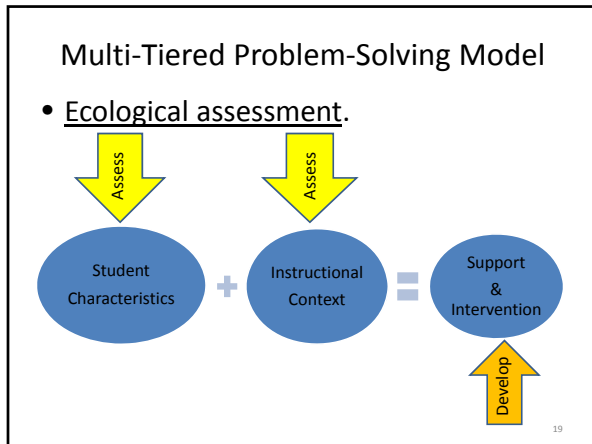 Multi-Tiered Problem-Solving Model
• Ecological assessment.
Assess
Assess
Student
Characteristics
+
Instructional
Context
=
Support
&
Intervention
Develop
19